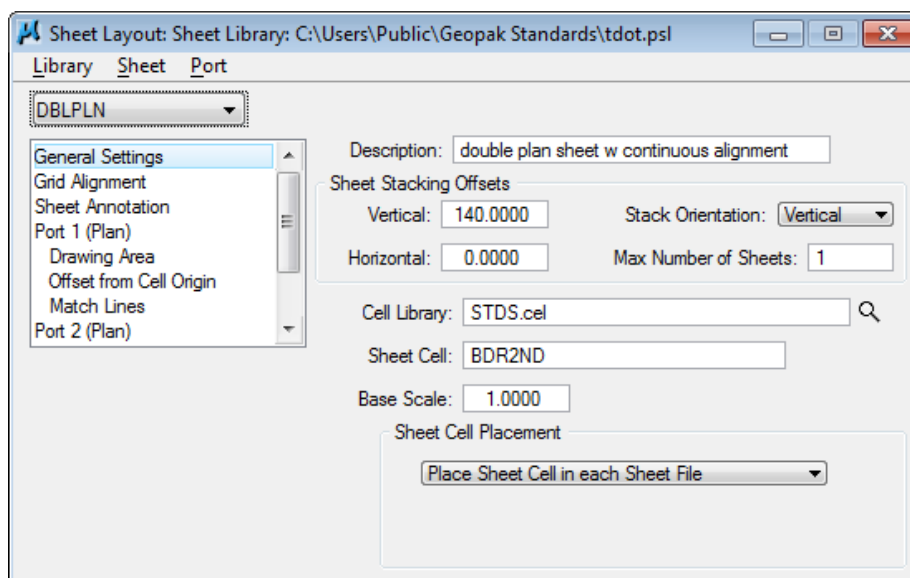 Sheet Layout: Sheet Library: C:\Users\Public\Geopak Standards\tdot.psl
Library Sheet Port
DBLPLN
General Settings
Grid Alignment
Sheet Annotation
Port 1 (Plan)
Drawing Area
Offset from Cell Origin
Match Lines
Port 2 (Plan)
Description: double plan sheet w continuous alignment
Sheet Stacking Offsets
Vertical: 140.0000 Stack Orientation: Vertical
Horizontal: 0.0000 Max Number of Sheets: 1
Cell Library: STDS.cel
Sheet Cell: BDR2ND
Base Scale: 1.0000
Sheet Cell Placement
Place Sheet Cell in each Sheet File